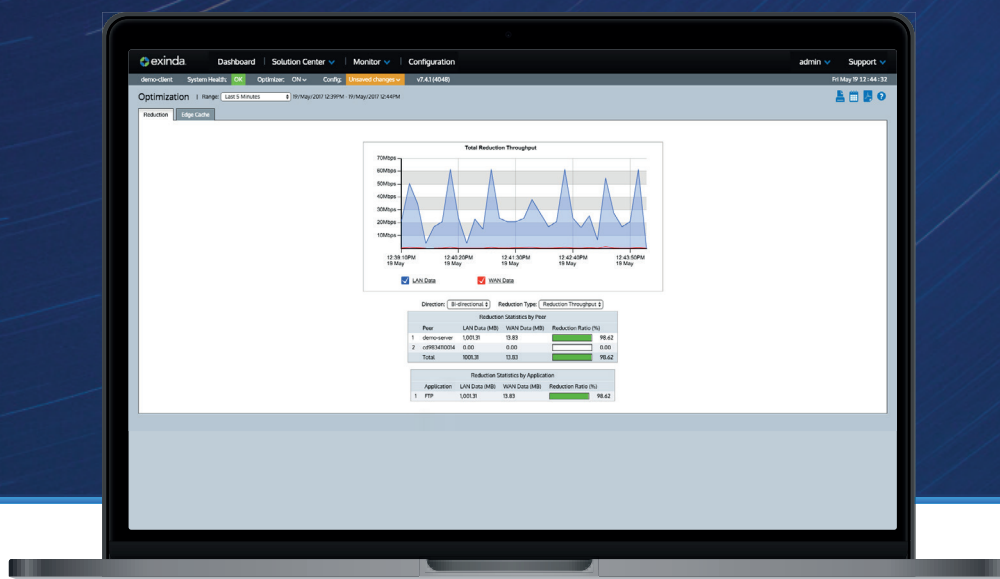 exinda. Dashboard | Solution Center | Monitor | Configuration admin Support
demo-client System Health: OK Optimizer: ON Config: Unsaved changes v7.4.1 (4048) Fri May 19 12:44:32
Optimization | Range: Last 5 Minutes 19/May/2017 12:39PM - 19/May/2017 12:44PM
Reduction Edge Cache
Total Reduction Throughput
70Mbps
60Mbps
50Mbps
40Mbps
30Mbps
20Mbps
10Mbps
12:39:10PM 12:40:20PM 12:41:30PM 12:42:40PM 12:43:50PM
19 May 19 May 19 May 19 May 19 May
LAN Data WAN Data
Direction: Bi-directional Reduction Type: Reduction Throughput
Reduction Statistics by Peer
Peer LAN Data (MB) WAN Data (MB) Reduction Ratio (%)
1 demo-server 1,001.31 13.83 98.62
2 0.00 0.00 0.00
Total 1001.31 13.83 98.62
Reduction Statistics by Application
Application LAN Data (MB) WAN Data (MB) Reduction Ratio (%)
1 FTP 1,001.31 13.83 98.62